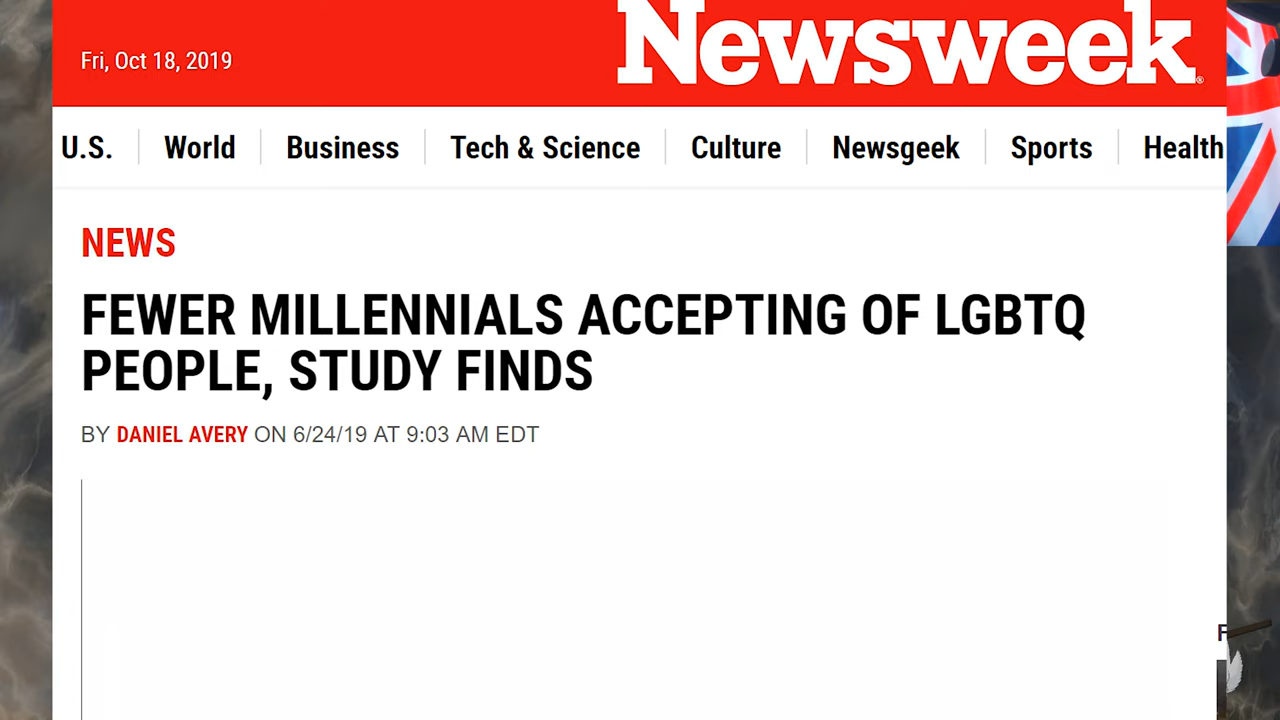 Newsweek
Fri, Oct 18, 2019
U.S. World Business Tech & Science Culture Newsgeek Sports Health
NEWS
FEWER MILLENNIALS ACCEPTING OF LGBTQ
PEOPLE, STUDY FINDS
BY DANIEL AVERY ON 6/24/19 AT 9:03 AM EDT
F